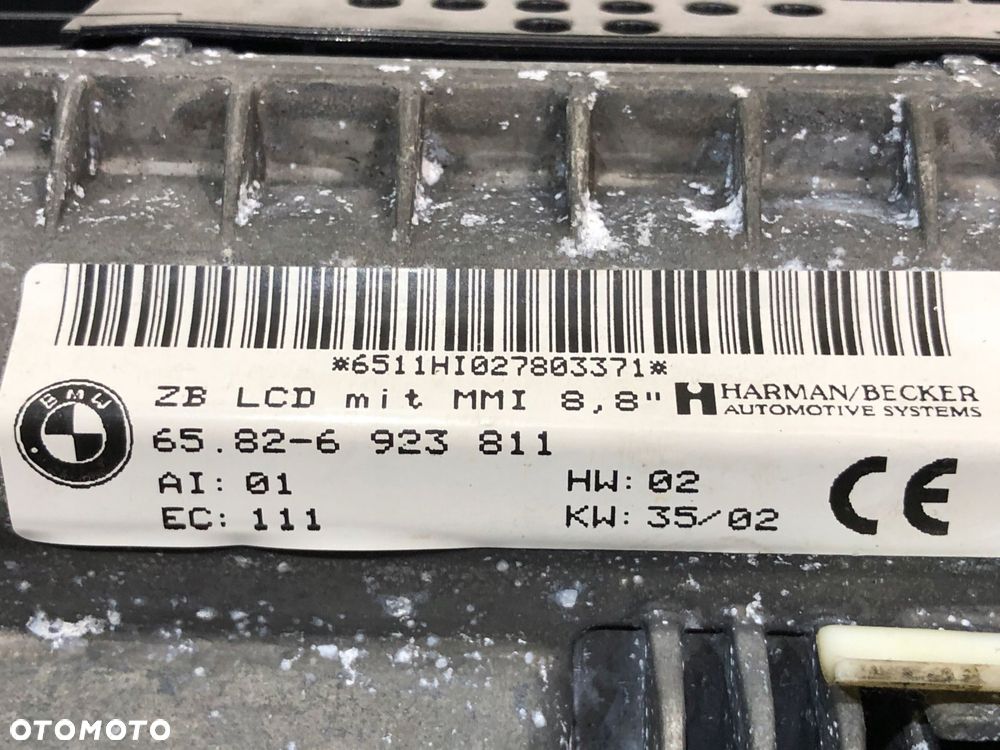 *6511HI027803371*
ZB LCD mit MMI 8,8" HARMAN/BECKER
AUTOMOTIVE SYSTEMS
BMW
65.82-6 923 811
AI: 01 HW: 02
EC: 111 KW: 35/02
CE
OTOMOTO